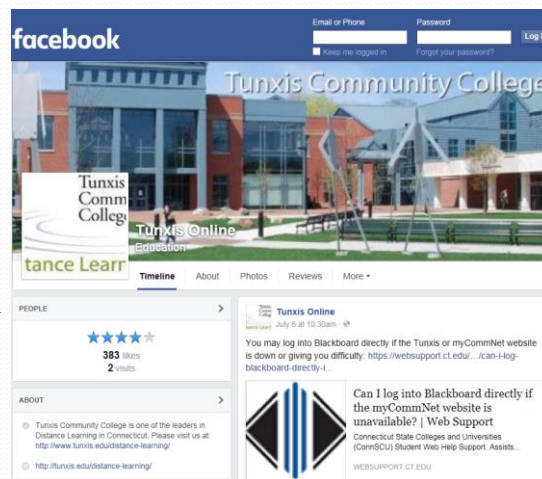 facebook
Email or Phone
Password
Keep me logged in
Forgot your password?
Log
Tunxis Community College
Tunxis
Comm
College
tance Learn
Tunxis Online
Education
Timeline
About
Photos
Reviews
More
PEOPLE
383 likes
2 visits
ABOUT
Tunxis Community College is one of the leaders in
Distance Learning in Connecticut. Please visit us at:
http://www.tunxis.edu/distance-learning/
http://tunxis.edu/distance-learning/
Tunxis Online
July 6 at 10:30am
You may log into Blackboard directly if the Tunxis or myCommNet website
is down or giving you difficulty: https://websupport.ct.edu/…/can-i-log-
blackboard-directly-i…
Can I log into Blackboard directly if
the myCommNet website is
unavailable? | Web Support
Connecticut State Colleges and Universities
(ConnSCU) Student Web Help Support. Assists...
WEBSUPPORT.CT.EDU